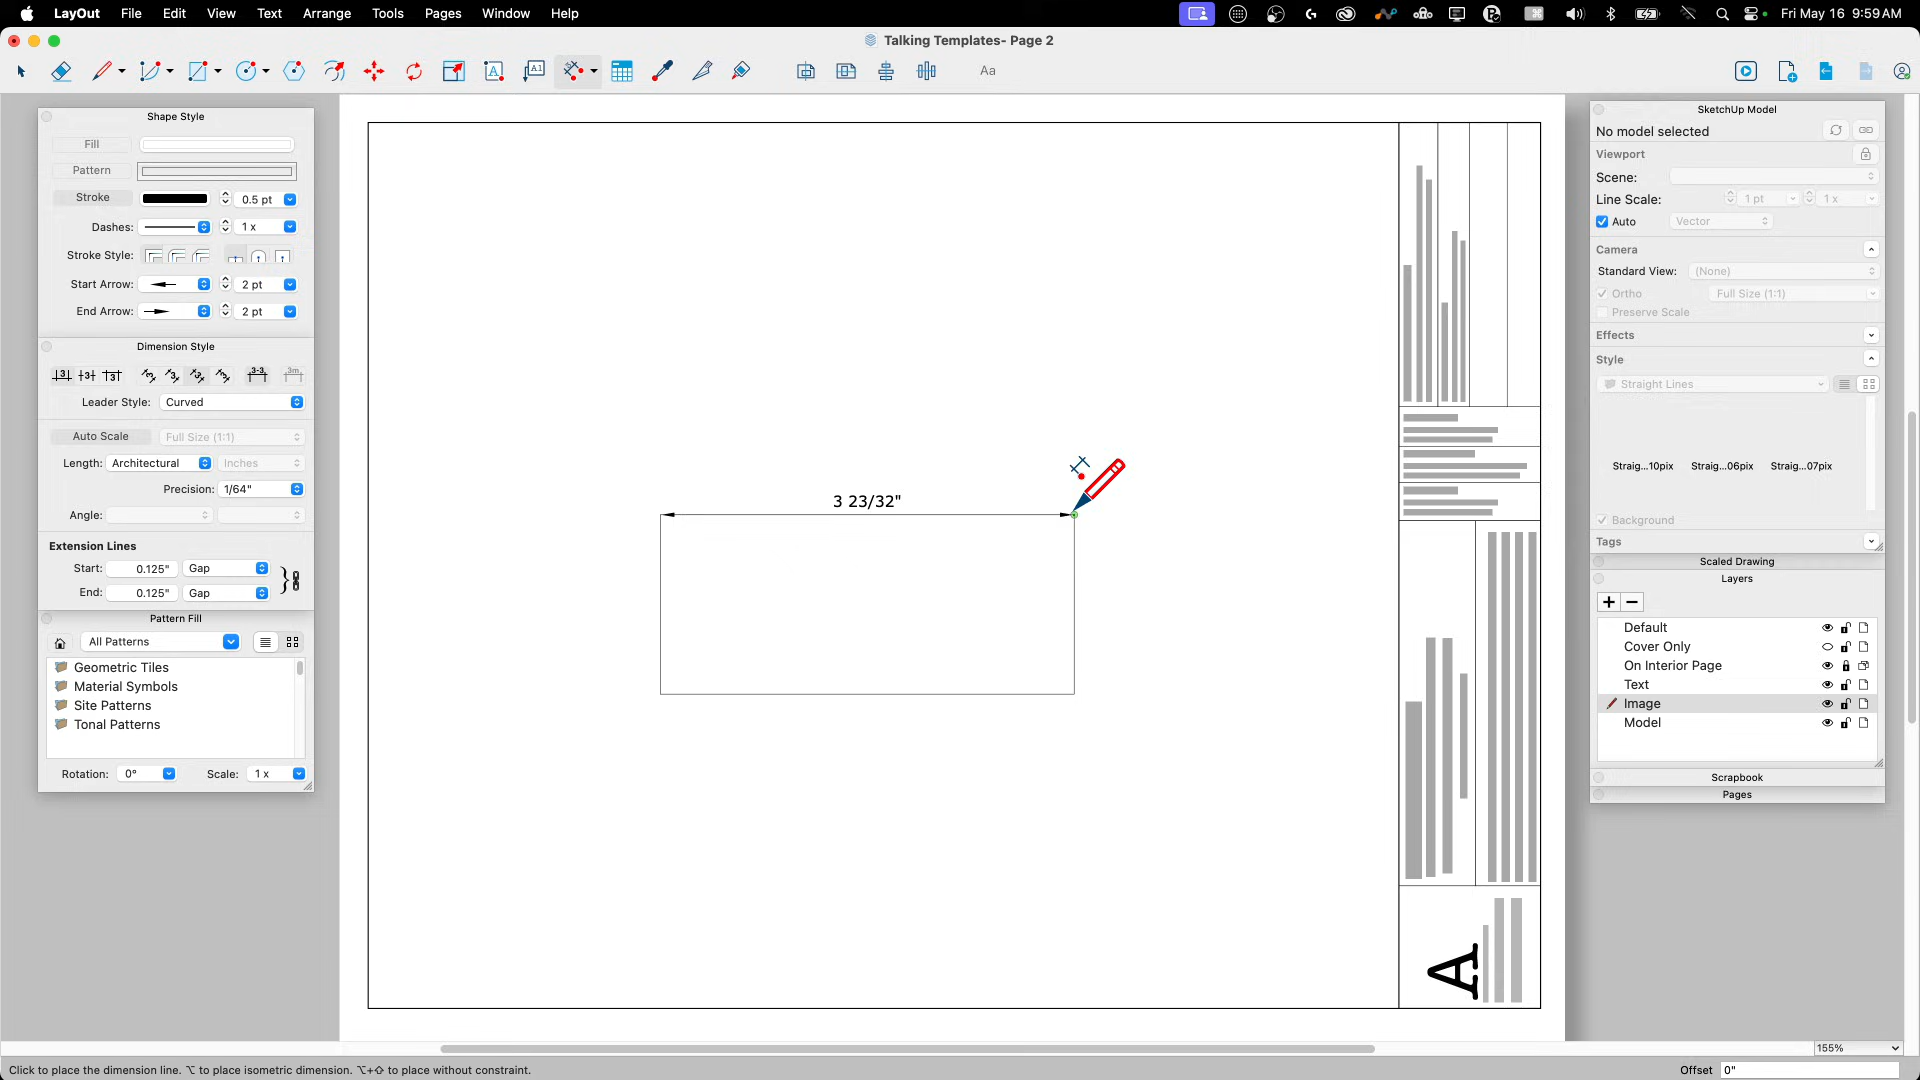 LayOut File Edit View Text Arrange Tools Pages Window Help
Fri May 16 9:59 AM
Talking Templates- Page 2
A1
Aa
Shape Style
Fill
Pattern
Stroke 0.5 pt
Dashes: 1 x
Stroke Style:
Start Arrow: 2 pt
End Arrow: 2 pt
Dimension Style
Leader Style: Curved
Auto Scale Full Size (1:1)
Length: Architectural Inches
Precision: 1/64"
Angle:
Extension Lines
Start: 0.125" Gap
End: 0.125" Gap
Pattern Fill
All Patterns
Geometric Tiles
Material Symbols
Site Patterns
Tonal Patterns
Rotation: 0° Scale: 1 x
3 23/32"
A
SketchUp Model
No model selected
Viewport
Scene:
Line Scale: 1 pt 1 x
Auto Vector
Camera
Standard View: (None)
Ortho Full Size (1:1)
Preserve Scale
Effects
Style
Straight Lines
Straig...10pix Straig...06pix Straig...07pix
Background
Tags
Scaled Drawing
Layers
Default
Cover Only
On Interior Page
Text
Image
Model
Scrapbook
Pages
155%
Click to place the dimension line. ⌥ to place isometric dimension. ⌥+⇧ to place without constraint.
Offset 0"